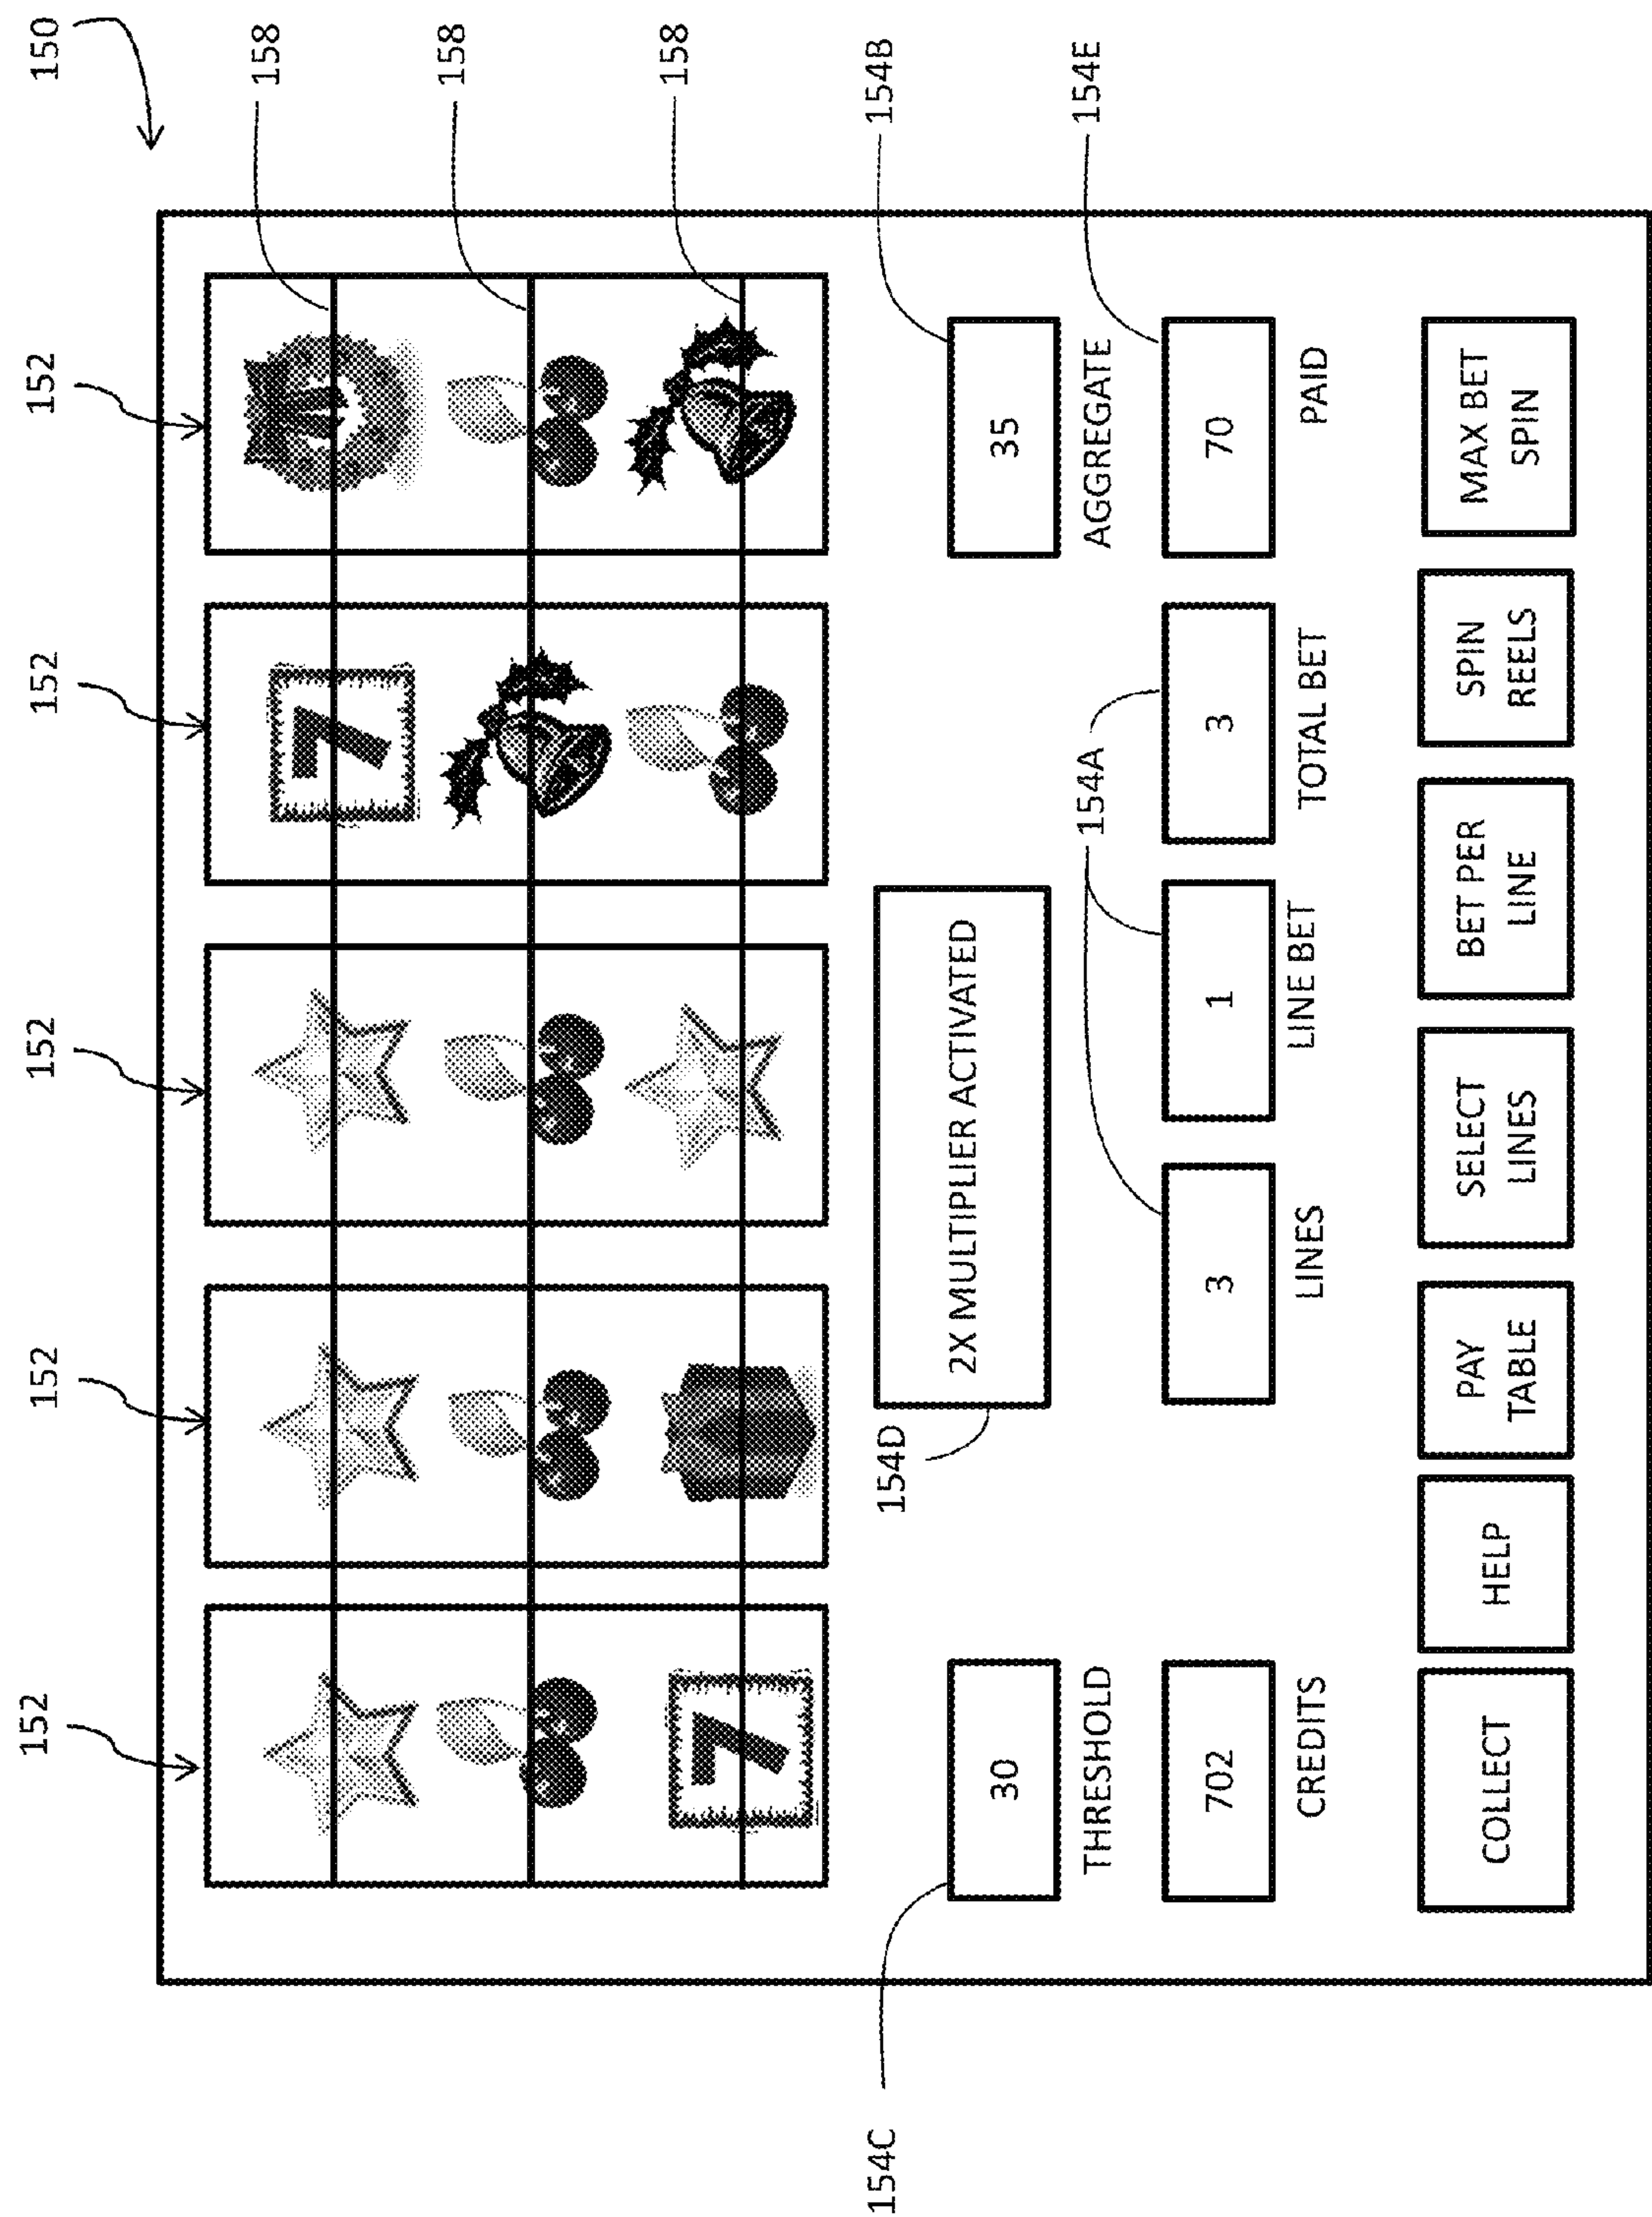 150
152
152
152
152
152
158
158
158
7
7
154D
2X MULTIPLIER ACTIVATED
154C
30
THRESHOLD
35
AGGREGATE
154B
154A
154E
702
CREDITS
3
LINES
1
LINE BET
3
TOTAL BET
70
PAID
COLLECT
HELP
PAY
TABLE
SELECT
LINES
BET PER
LINE
SPIN
REELS
MAX BET
SPIN